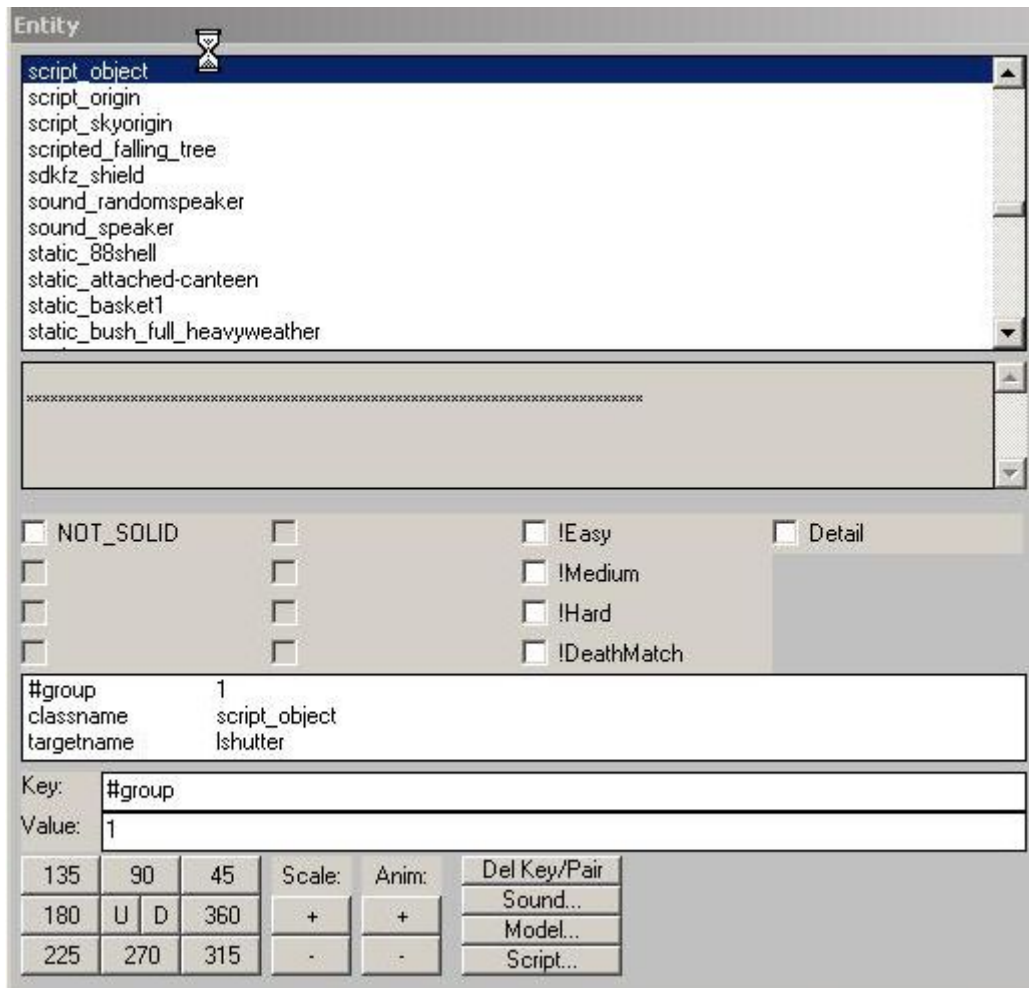 Entity
script_object
script_origin
script_skyorigin
scripted_falling_tree
sdkfz_shield
sound_randomspeaker
sound_speaker
static_88shell
static_attached-canteen
static_basket1
static_bush_full_heavyweather
NOT_SOLID !Easy Detail
!Medium
!Hard
!DeathMatch
#group 1
classname script_object
targetname lshutter
Key: #group
Value: 1
135 90 45 Scale: Anim: Del Key/Pair
Sound...
180 U D 360 + + Model...
225 270 315 - - Script...